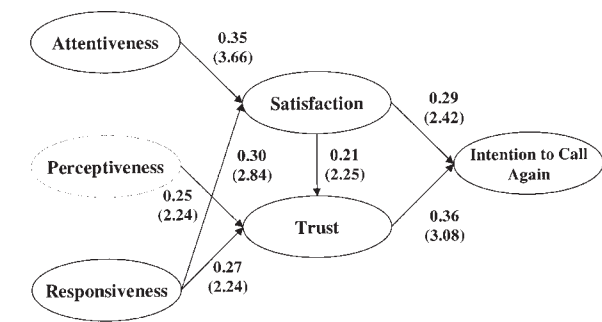 Attentiveness
0.35
(3.66)
Satisfaction
0.29
(2.42)
Perceptiveness
0.30
(2.84)
0.21
(2.25)
Intention to Call
Again
0.25
(2.24)
Trust
0.36
(3.08)
0.27
(2.24)
Responsiveness